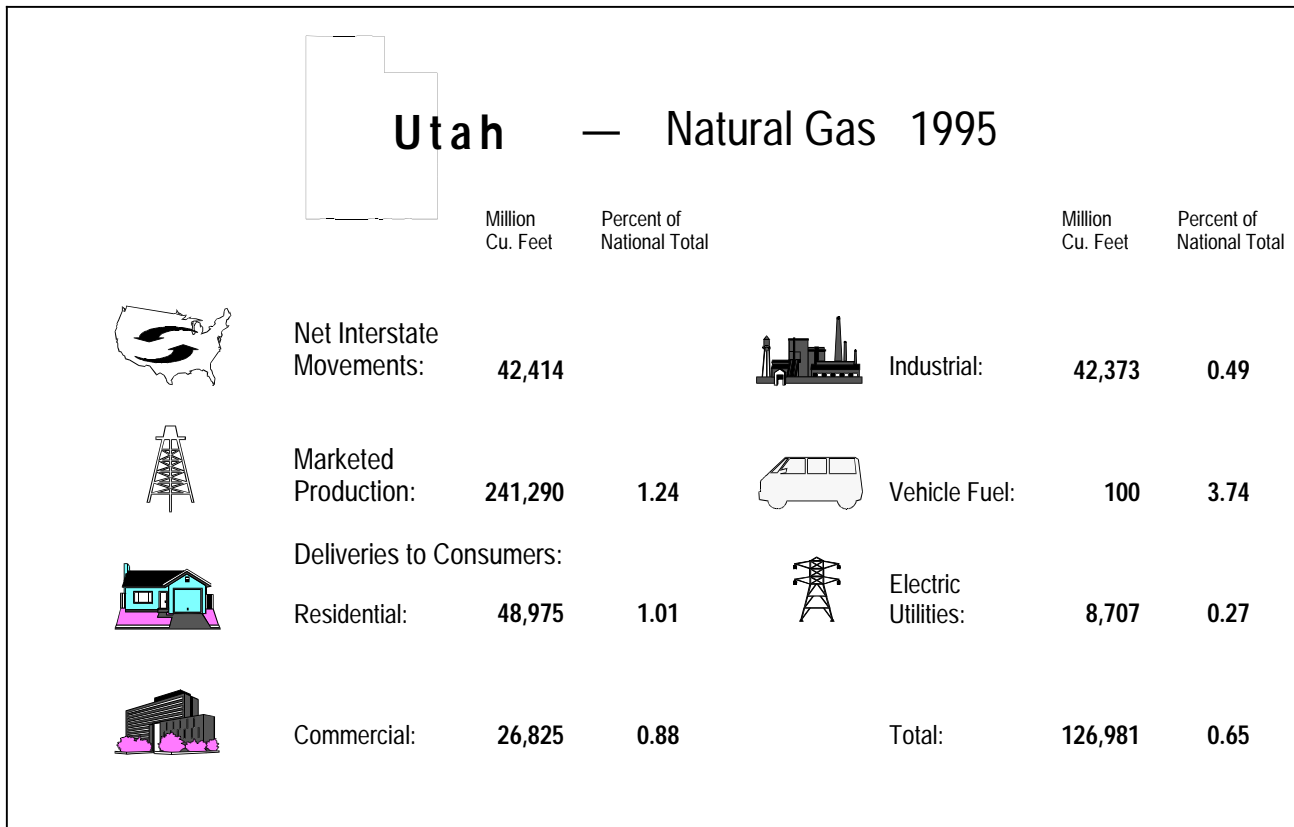 Utah — Natural Gas 1995
Million Cu. Feet
Percent of National Total
Million Cu. Feet
Percent of National Total
Net Interstate
Movements: 42,414
Marketed
Production: 241,290 1.24
Deliveries to Consumers:
Residential: 48,975 1.01
Commercial: 26,825 0.88
Industrial: 42,373 0.49
Vehicle Fuel: 100 3.74
Electric
Utilities: 8,707 0.27
Total: 126,981 0.65